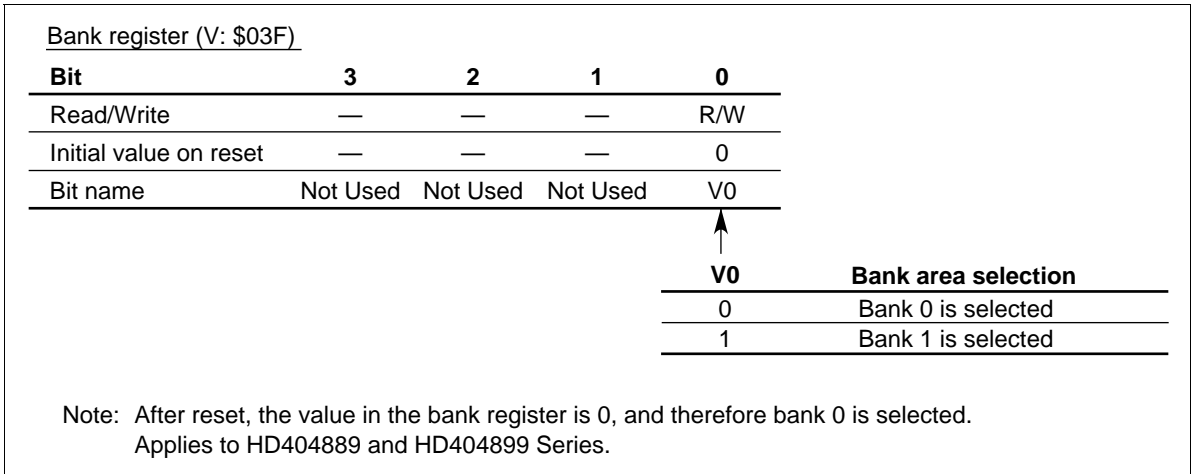 Bank register (V: $03F)
Bit 3 2 1 0
Read/Write — — — R/W
Initial value on reset — — — 0
Bit name Not Used Not Used Not Used V0
V0 Bank area selection
0 Bank 0 is selected
1 Bank 1 is selected
Note: After reset, the value in the bank register is 0, and therefore bank 0 is selected.
Applies to HD404889 and HD404899 Series.